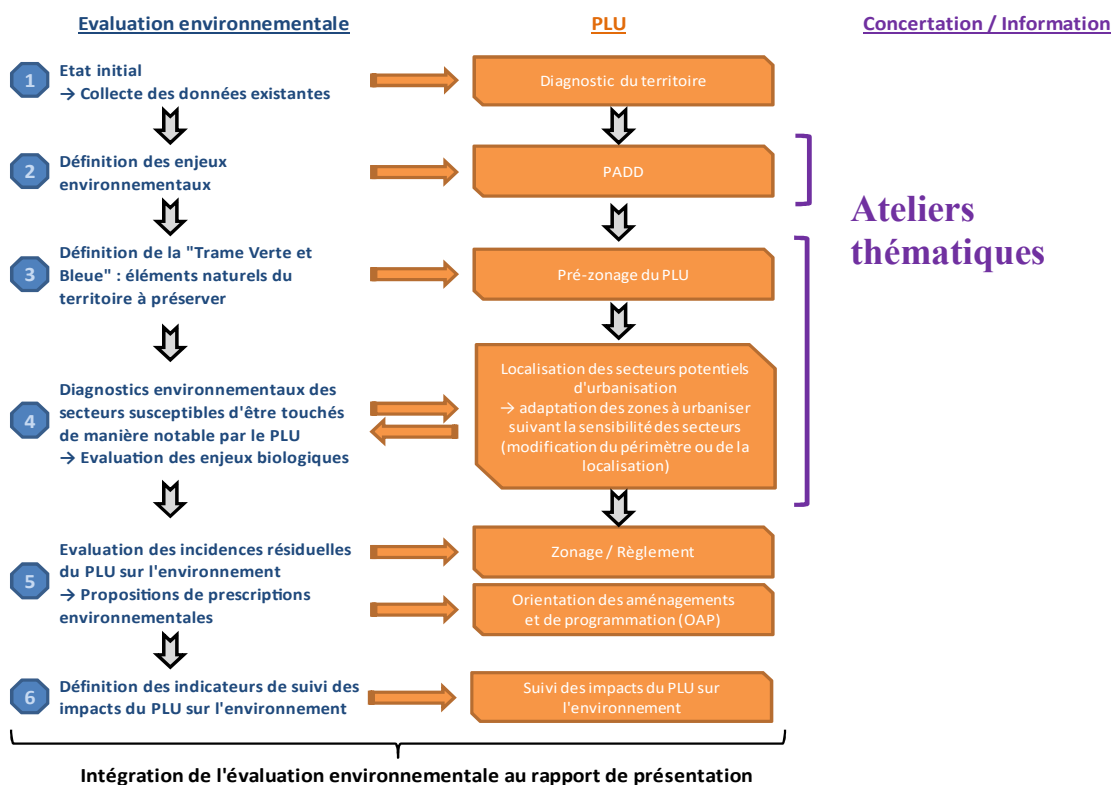 Evaluation environnementale
PLU
Concertation / Information
1
Etat initial
→ Collecte des données existantes
Diagnostic du territoire
2
Définition des enjeux
environnementaux
PADD
Ateliers
thématiques
3
Définition de la "Trame Verte et
Bleue" : éléments naturels du
territoire à préserver
Pré-zonage du PLU
4
Diagnostics environnementaux des
secteurs susceptibles d'être touchés
de manière notable par le PLU
→ Evaluation des enjeux biologiques
Localisation des secteurs potentiels
d'urbanisation
→ adaptation des zones à urbaniser
suivant la sensibilité des secteurs
(modification du périmètre ou de la
localisation)
5
Evaluation des incidences résiduelles
du PLU sur l'environnement
→ Propositions de prescriptions
environnementales
Zonage / Règlement
Orientation des aménagements
et de programmation (OAP)
6
Définition des indicateurs de suivi des
impacts du PLU sur l'environnement
Suivi des impacts du PLU sur
l'environnement
Intégration de l'évaluation environnementale au rapport de présentation